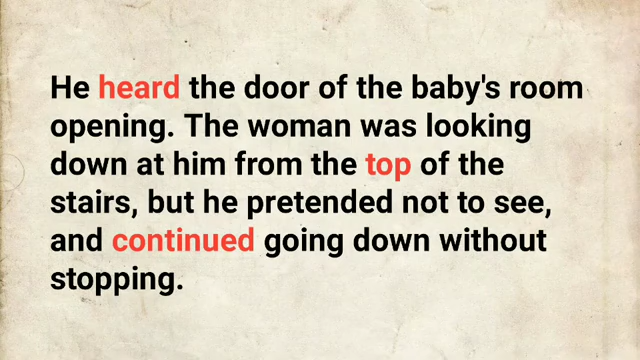 He heard the door of the baby's room
opening. The woman was looking
down at him from the top of the
stairs, but he pretended not to see,
and continued going down without
stopping.